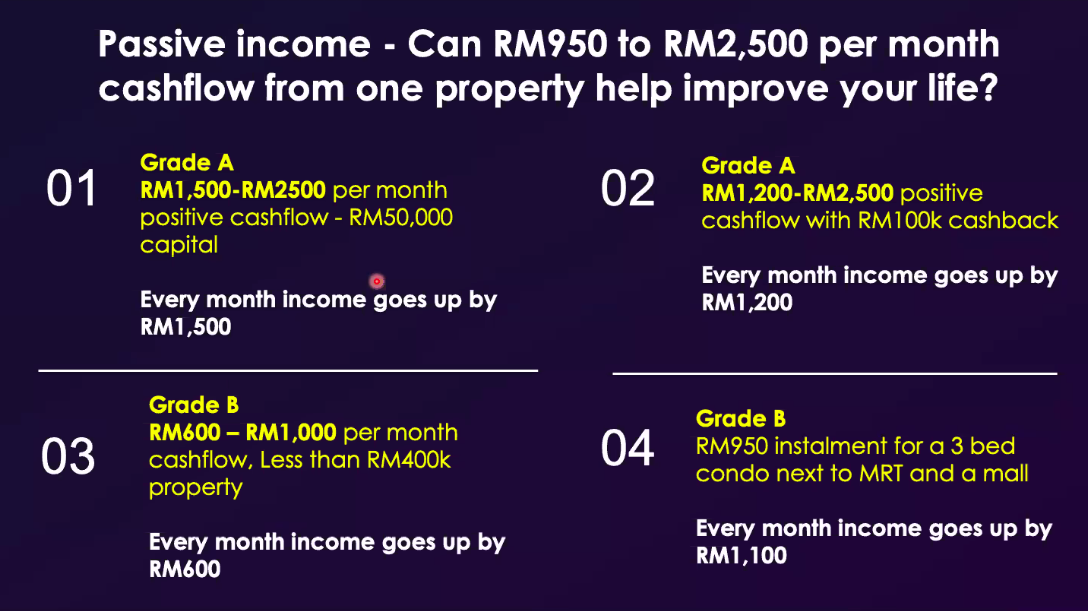 Passive income - Can RM950 to RM2,500 per month
cashflow from one property help improve your life?
01
Grade A
RM1,500-RM2500 per month
positive cashflow - RM50,000
capital
Every month income goes up by
RM1,500
02
Grade A
RM1,200-RM2,500 positive
cashflow with RM100k cashback
Every month income goes up by
RM1,200
03
Grade B
RM600 – RM1,000 per month
cashflow, Less than RM400k
property
Every month income goes up by
RM600
04
Grade B
RM950 instalment for a 3 bed
condo next to MRT and a mall
Every month income goes up by
RM1,100